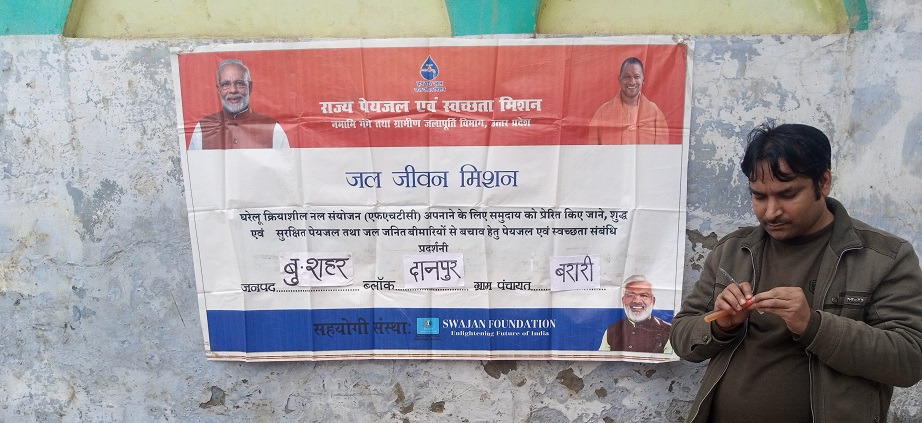 राज्य पेयजल एवं स्वच्छता मिशन
नमामि गंगे तथा ग्रामीण जलापूर्ति विभाग, उत्तर प्रदेश
जल जीवन मिशन
घरेलू क्रियाशील नल संयोजन (एफएचटीसी) अपनाने के लिए समुदाय को प्रेरित किए जाने, शुद्ध
एवं सुरक्षित पेयजल तथा जल जनित बीमारियों से बचाव हेतु पेयजल एवं स्वच्छता संबंधि
प्रदर्शनी
जनपद बु.शहर ब्लॉक दानपुर ग्राम पंचायत बरारी
सहयोगी संस्था: SWAJAN FOUNDATION
Enlightening Future of India